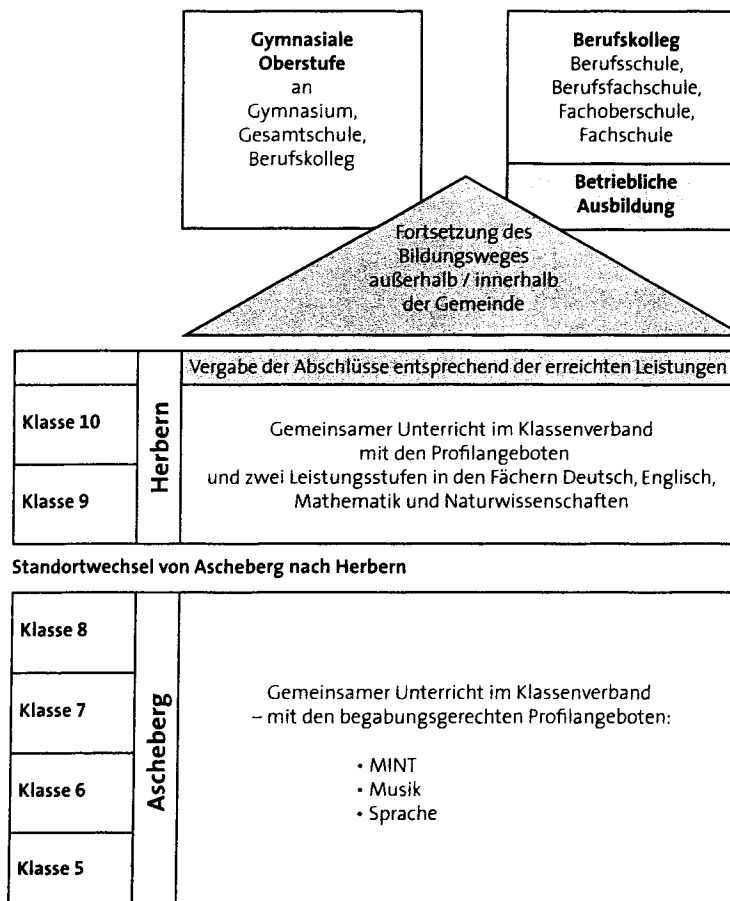 Gymnasiale
Oberstufe
an
Gymnasium,
Gesamtschule,
Berufskolleg
Berufskolleg
Berufsschule,
Berufsfachschule,
Fachoberschule,
Fachschule
Betriebliche
Ausbildung
Fortsetzung des
Bildungsweges
außerhalb / innerhalb
der Gemeinde
Vergabe der Abschlüsse entsprechend der erreichten Leistungen
Klasse 10
Klasse 9
Herbern
Gemeinsamer Unterricht im Klassenverband
mit den Profilangeboten
und zwei Leistungsstufen in den Fächern Deutsch, Englisch,
Mathematik und Naturwissenschaften
Standortwechsel von Ascheberg nach Herbern
Klasse 8
Klasse 7
Klasse 6
Klasse 5
Ascheberg
Gemeinsamer Unterricht im Klassenverband
– mit den begabungsgerechten Profilangeboten:
• MINT
• Musik
• Sprache